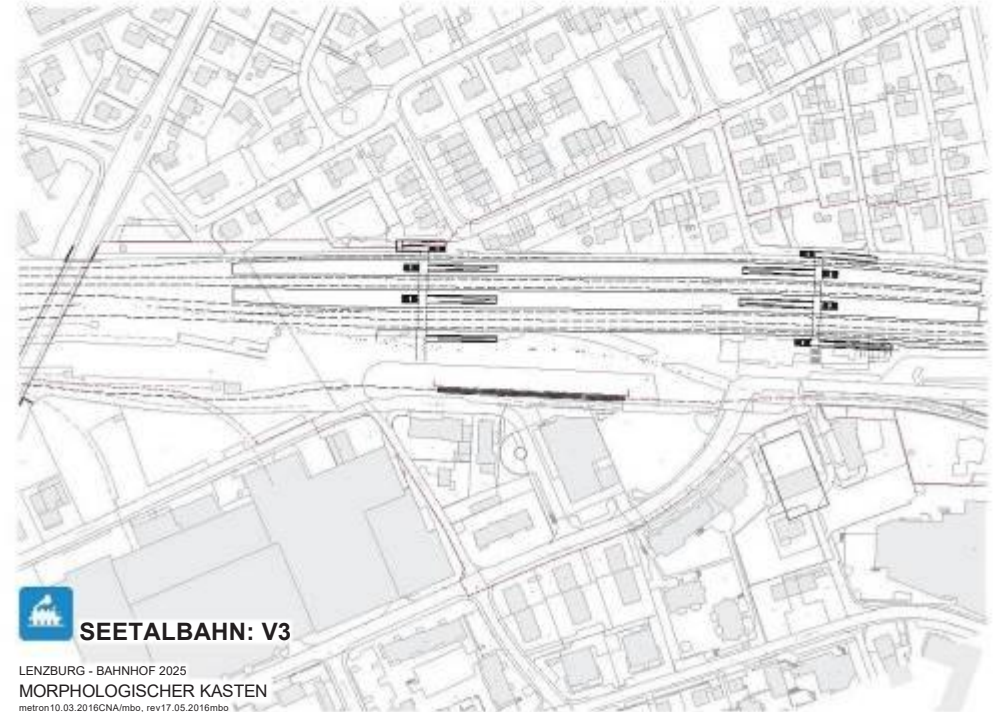 SEETALBAHN: V3
LENZBURG - BAHNHOF 2025
MORPHOLOGISCHER KASTEN
metron10.03.2016CNA/mbo, rev17.05.2016mbo